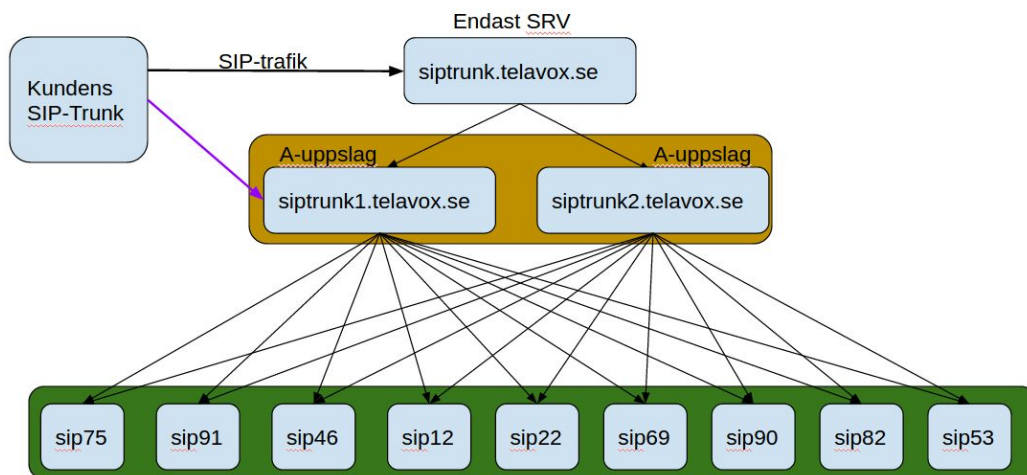 Endast SRV
SIP-trafik
siptrunk.telavox.se
Kundens
SIP-Trunk
A-uppslag
A-uppslag
siptrunk1.telavox.se
siptrunk2.telavox.se
sip75
sip91
sip46
sip12
sip22
sip69
sip90
sip82
sip53